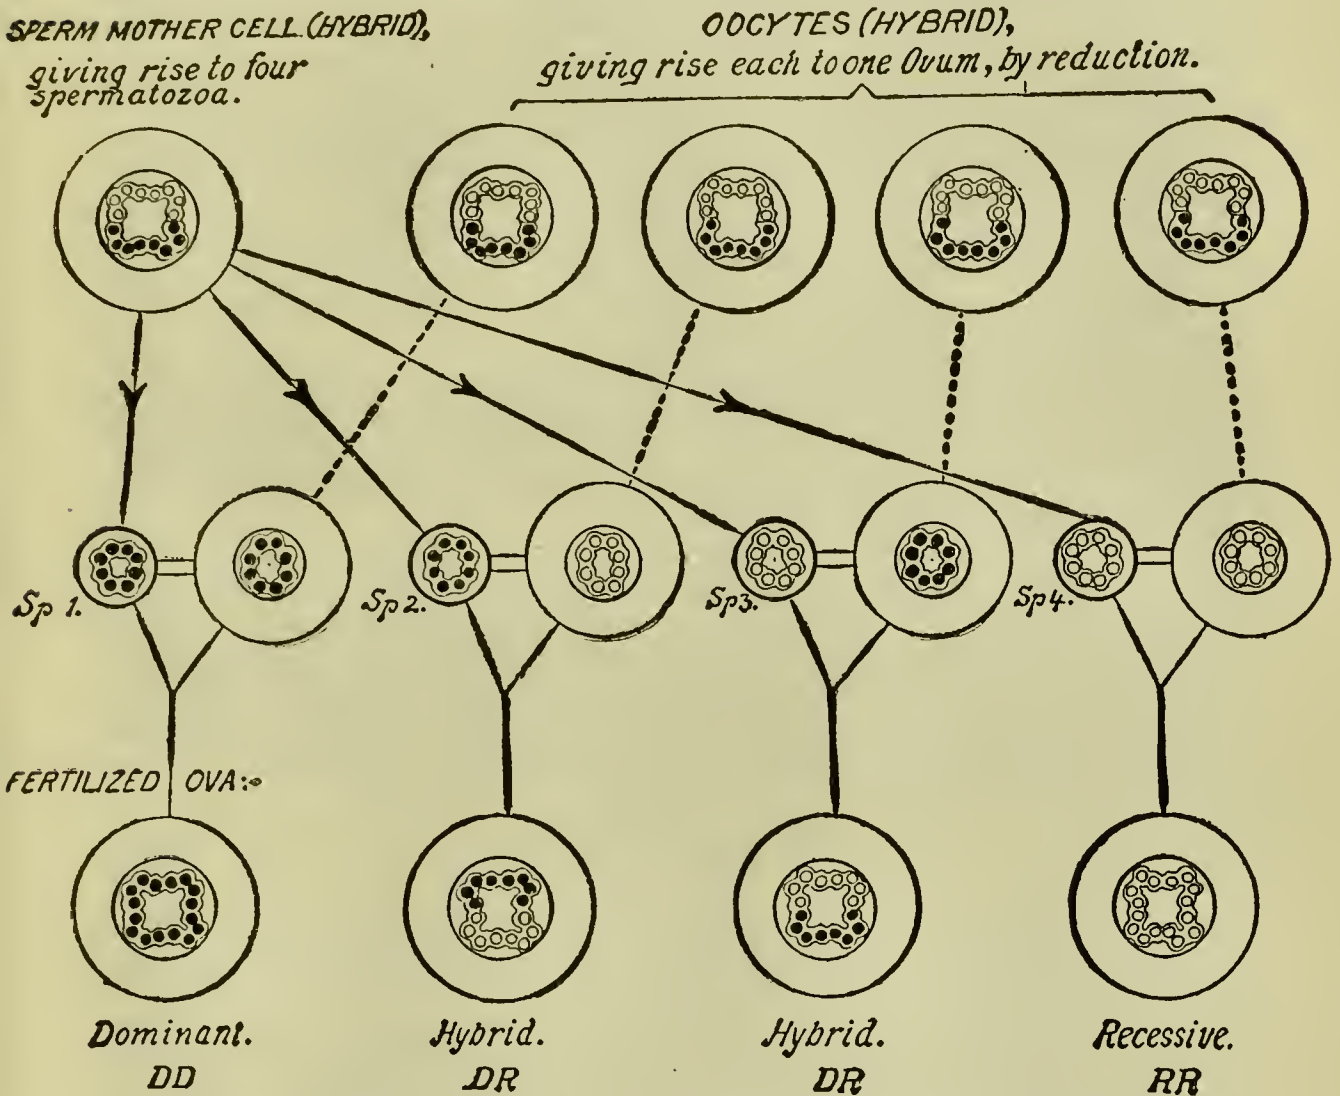 SPERM MOTHER CELL (HYBRID),
giving rise to four
spermatozoa.
OOCYTES (HYBRID),
giving rise each to one Ovum, by reduction.
Sp 1.
Sp 2.
Sp 3.
Sp 4.
FERTILIZED OVA:-
Dominant.
DD
Hybrid.
DR
Hybrid.
DR
Recessive.
RR